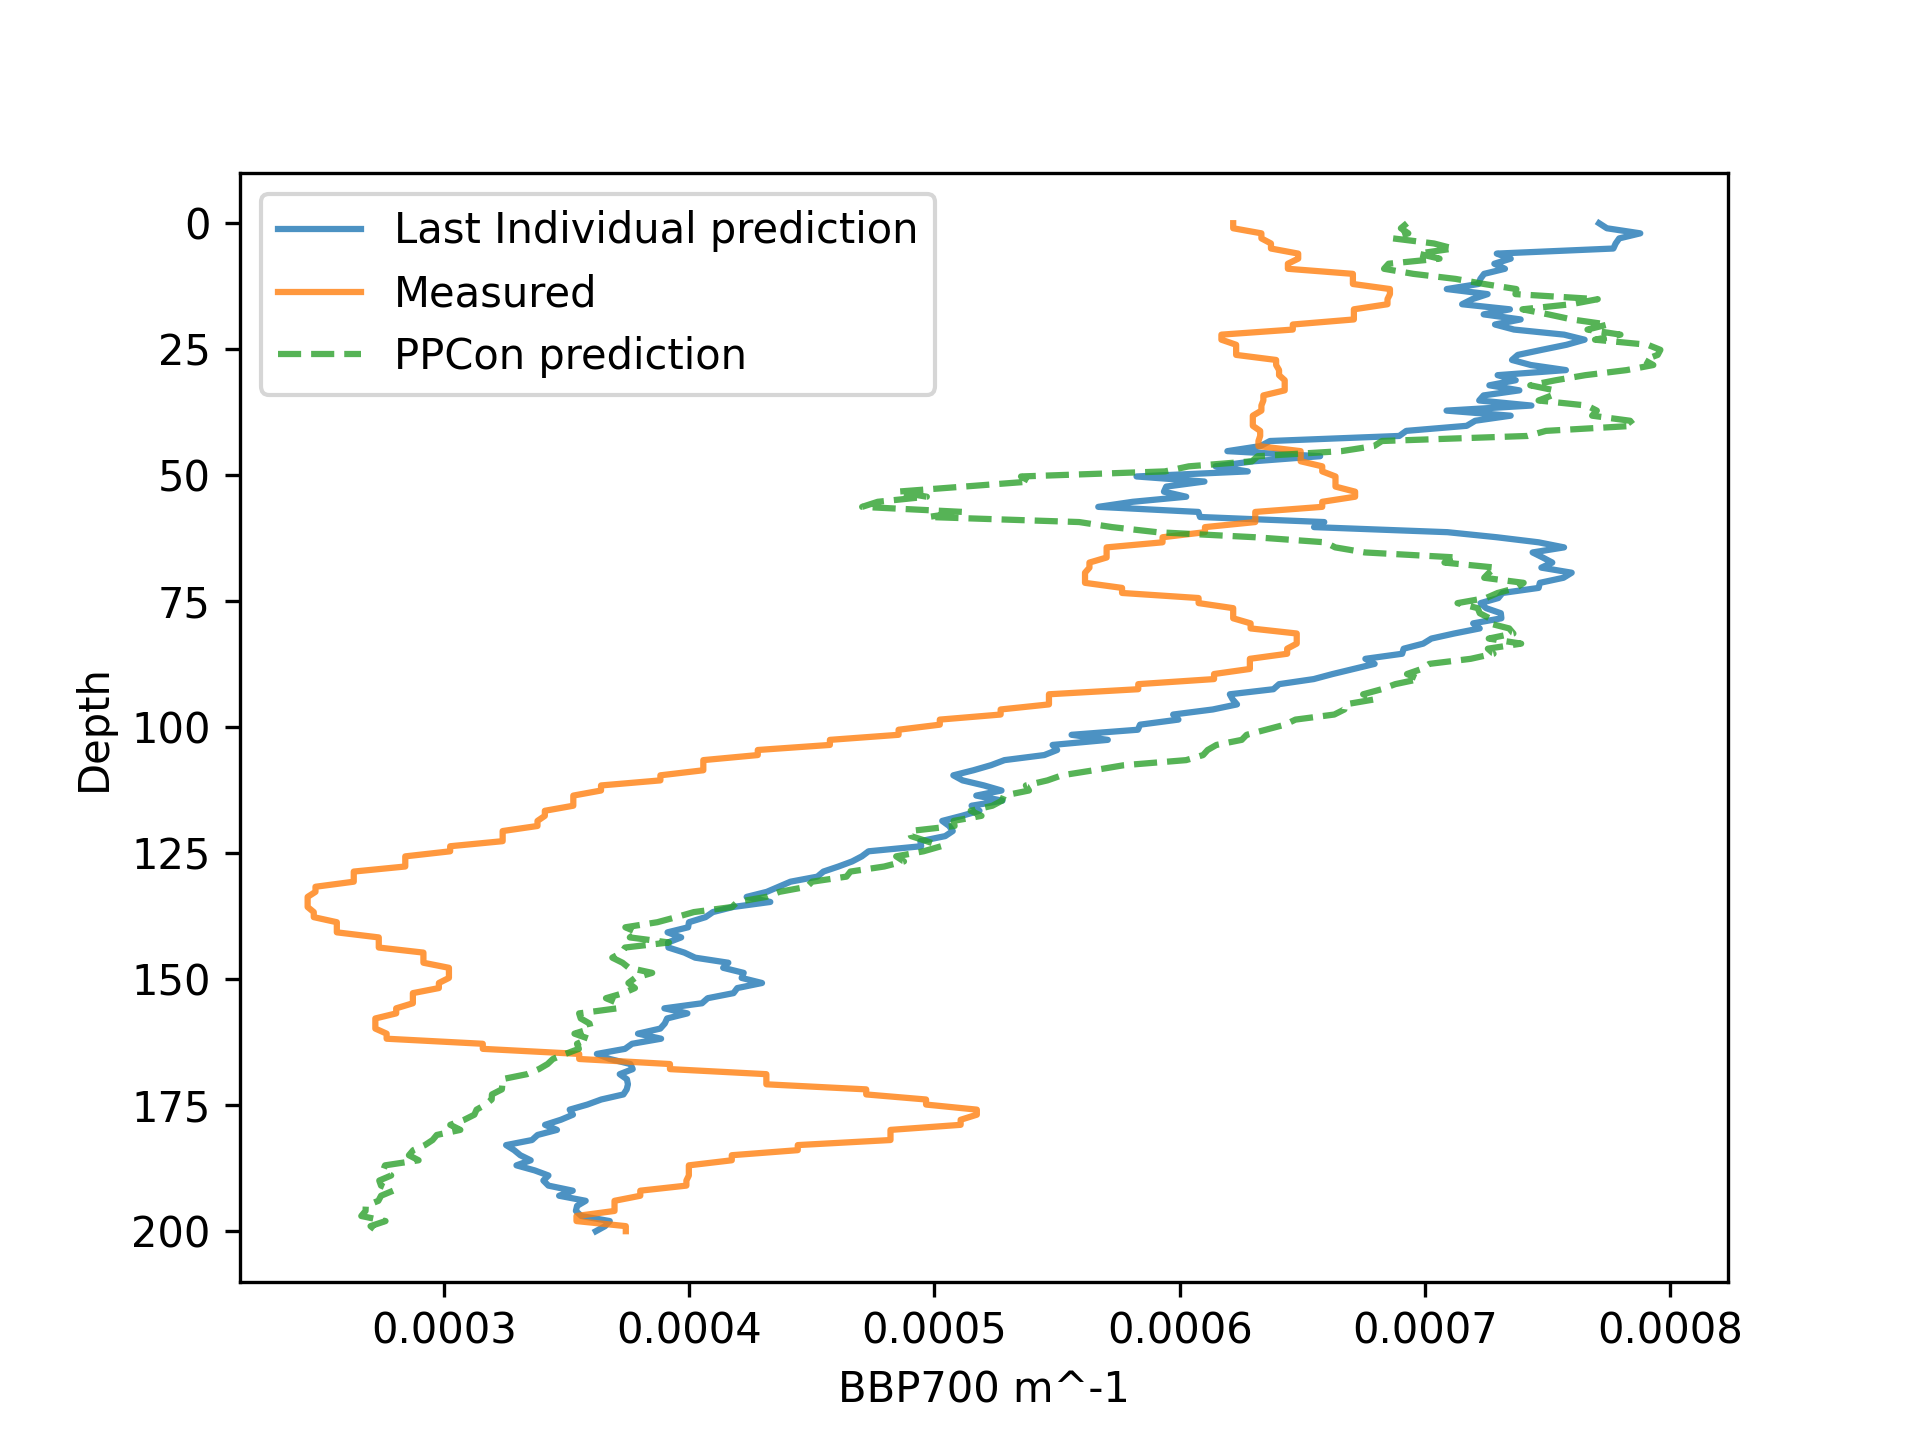 Last Individual prediction
Measured
PPCon prediction
0
25
50
75
100
125
150
175
200
Depth
0.0003 0.0004 0.0005 0.0006 0.0007 0.0008
BBP700 m^-1